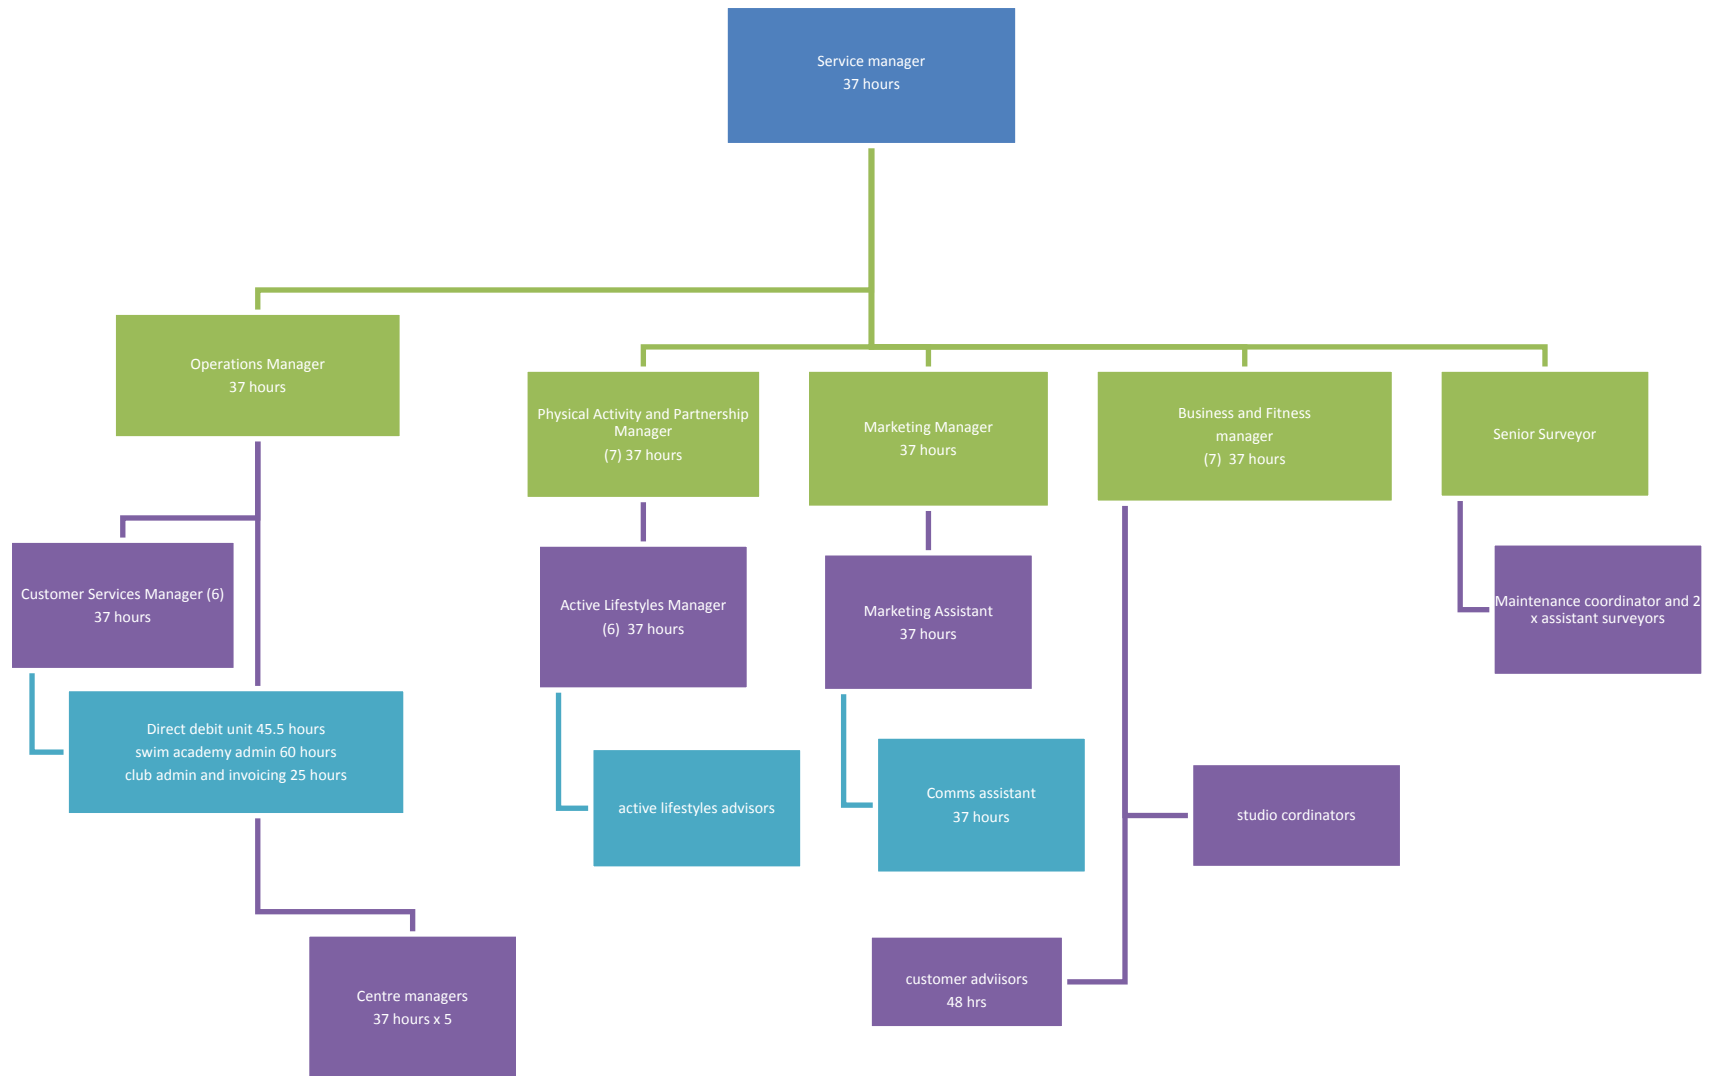 Service manager
37 hours
Operations Manager
37 hours
Physical Activity and Partnership
Manager
(7) 37 hours
Marketing Manager
37 hours
Business and Fitness
manager
(7) 37 hours
Senior Surveyor
Customer Services Manager (6)
37 hours
Active Lifestyles Manager
(6) 37 hours
Marketing Assistant
37 hours
Maintenance coordinator and 2
x assistant surveyors
Direct debit unit 45.5 hours
swim academy admin 60 hours
club admin and invoicing 25 hours
active lifestyles advisors
Comms assistant
37 hours
studio cordinators
Centre managers
37 hours x 5
customer adviisors
48 hrs